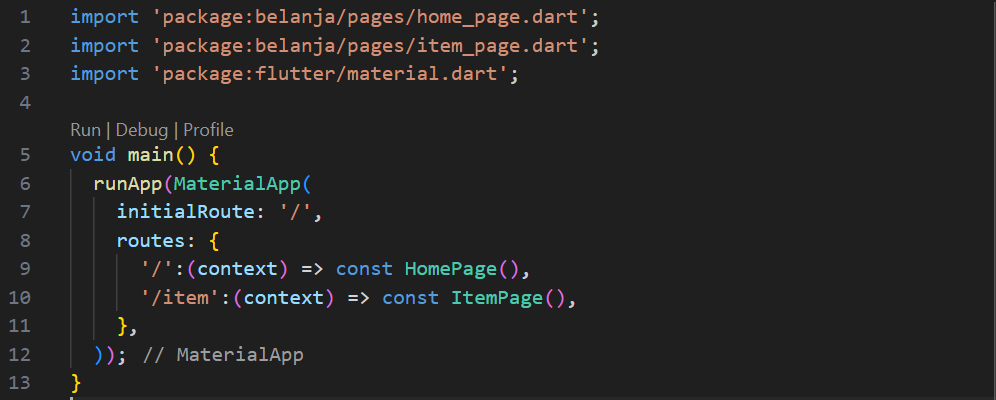 1 import 'package:belanja/pages/home_page.dart';
2 import 'package:belanja/pages/item_page.dart';
3 import 'package:flutter/material.dart';
4
Run | Debug | Profile
5 void main() {
6   runApp(MaterialApp(
7     initialRoute: '/',
8     routes: {
9       '/':(context) => const HomePage(),
10       '/item':(context) => const ItemPage(),
11     },
12   )); // MaterialApp
13 }